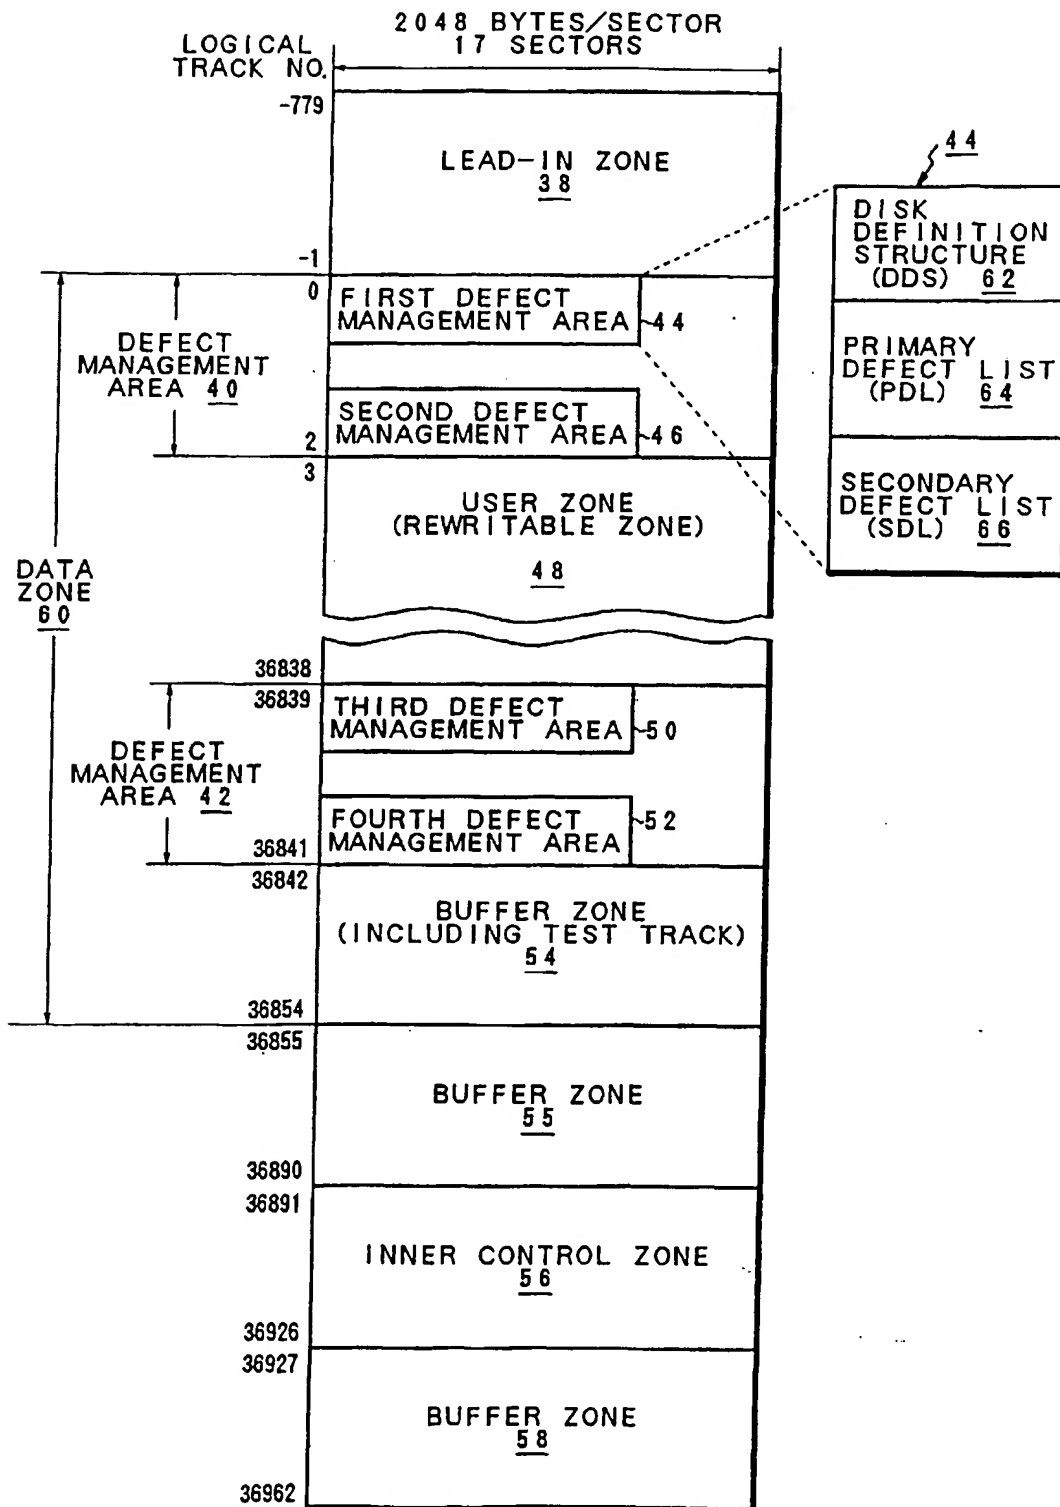 2048 BYTES/SECTOR
17 SECTORS
LOGICAL
TRACK NO.
-779
LEAD-IN ZONE
38
-1
0
FIRST DEFECT
MANAGEMENT AREA
44
DEFECT
MANAGEMENT
AREA 40
SECOND DEFECT
MANAGEMENT AREA
46
2
3
USER ZONE
(REWRITABLE ZONE)
48
44
DISK
DEFINITION
STRUCTURE
(DDS) 62
PRIMARY
DEFECT LIST
(PDL) 64
SECONDARY
DEFECT LIST
(SDL) 66
DATA
ZONE
60
36838
36839
THIRD DEFECT
MANAGEMENT AREA
50
DEFECT
MANAGEMENT
AREA 42
FOURTH DEFECT
MANAGEMENT AREA
52
36841
36842
BUFFER ZONE
(INCLUDING TEST TRACK)
54
36854
36855
BUFFER ZONE
55
36890
36891
INNER CONTROL ZONE
56
36926
36927
BUFFER ZONE
58
36962